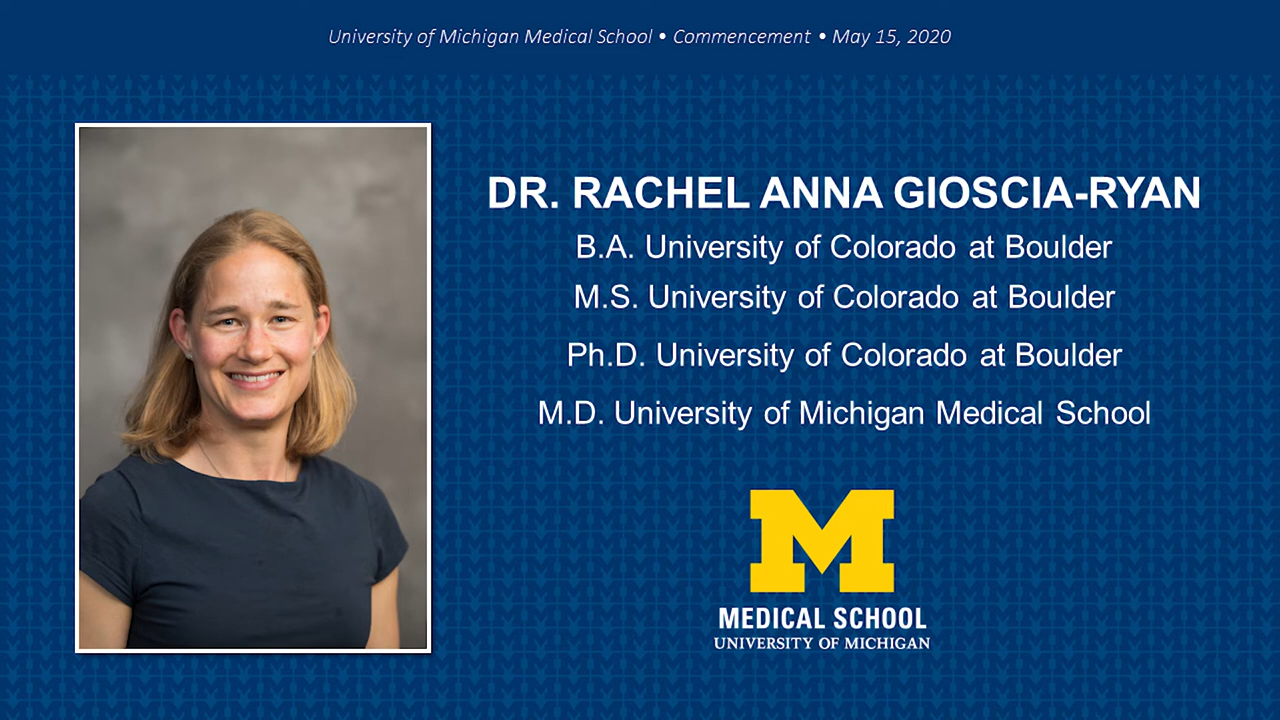 University of Michigan Medical School • Commencement • May 15, 2020
DR. RACHEL ANNA GIOSCIA-RYAN
B.A. University of Colorado at Boulder
M.S. University of Colorado at Boulder
Ph.D. University of Colorado at Boulder
M.D. University of Michigan Medical School
M
MEDICAL SCHOOL
UNIVERSITY OF MICHIGAN